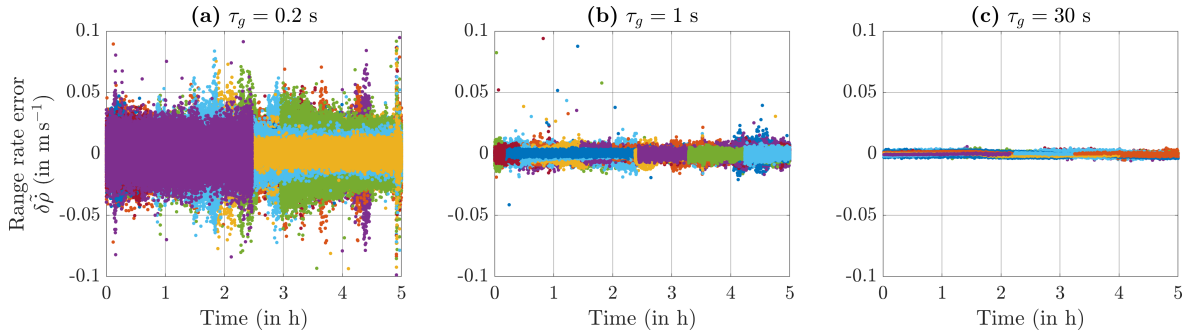 (a) τg = 0.2 s
(b) τg = 1 s
(c) τg = 30 s
Range rate error
δρ̃̇ (in m s−1)
0.1
0.05
0
-0.05
-0.1
0 1 2 3 4 5
Time (in h)
0.1
0.05
0
-0.05
-0.1
0 1 2 3 4 5
Time (in h)
0.1
0.05
0
-0.05
-0.1
0 1 2 3 4 5
Time (in h)